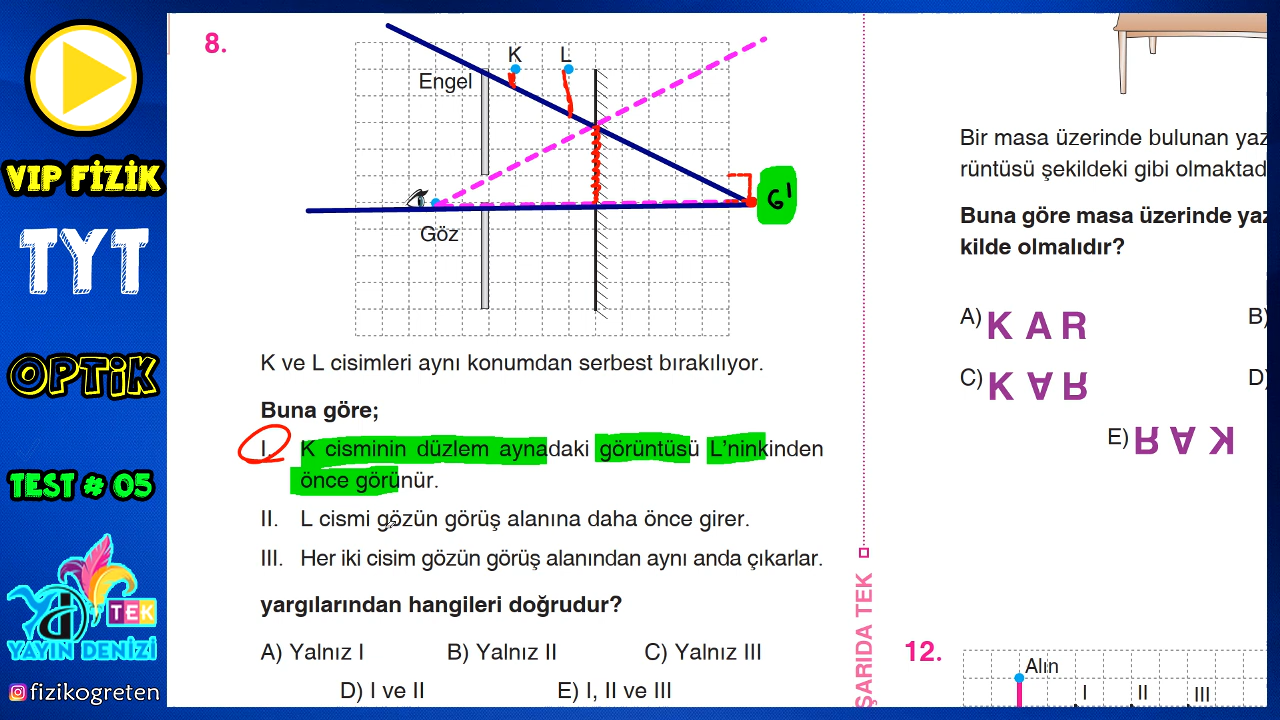 VIP FİZİK
TYT
OPTİK
TEST # 05
TEK
YAYIN DENİZİ
fizikogreten
8.
K
L
Engel
G'
Göz
K ve L cisimleri aynı konumdan serbest bırakılıyor.
Buna göre;
I. K cisminin düzlem aynadaki görüntüsü L'ninkinden
önce görünür.
II. L cismi gözün görüş alanına daha önce girer.
III. Her iki cisim gözün görüş alanından aynı anda çıkarlar.
yargılarından hangileri doğrudur?
A) Yalnız I B) Yalnız II C) Yalnız III
D) I ve II E) I, II ve III
ŞARIDA TEK
Bir masa üzerinde bulunan yaz
rüntüsü şekildeki gibi olmaktad
Buna göre masa üzerinde yaz
kilde olmalıdır?
A) KAR B)
C) KAR D)
E) RAK
12.
Alın
I II III